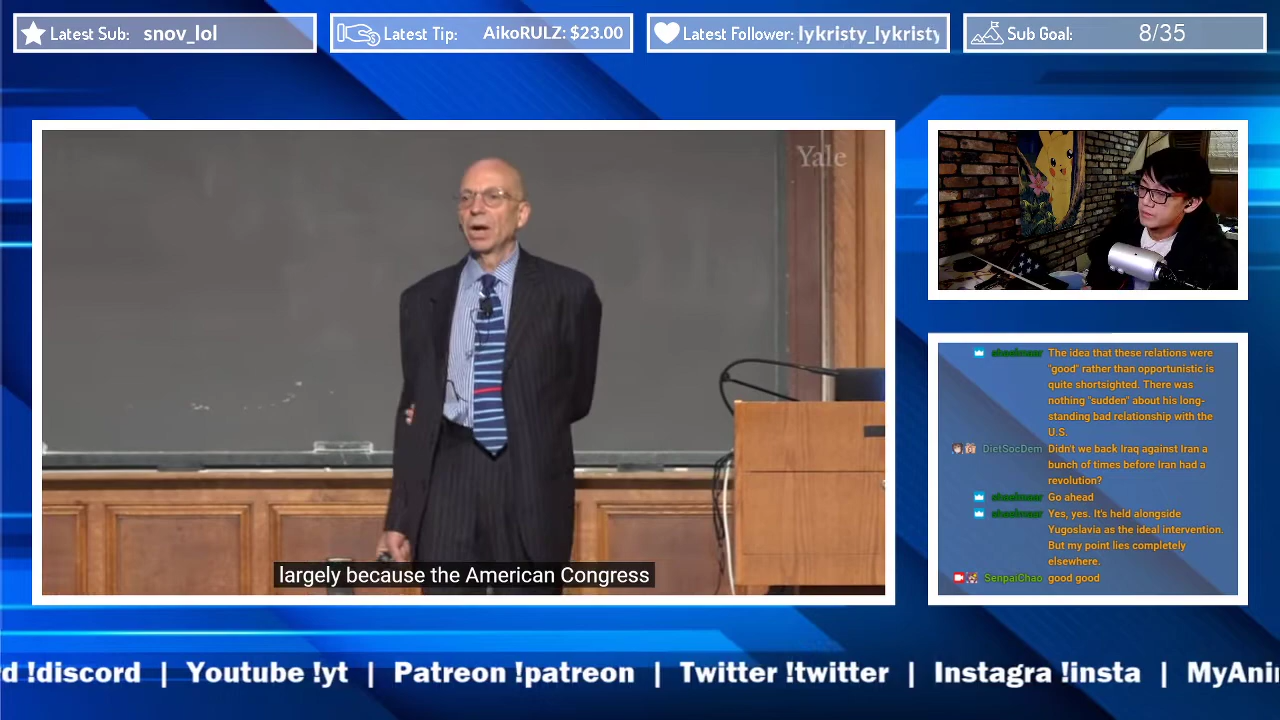 Latest Sub: snov_lol
Latest Tip: AikoRULZ: $23.00
Latest Follower: lykristy_lykristy
Sub Goal: 8/35
Yale
largely because the American Congress
The idea that these relations were
"good" rather than opportunistic is
quite shortsighted. There was
nothing "sudden" about his long-
standing bad relationship with the
U.S.
DietSocDem Didn't we back Iraq against Iran a
bunch of times before Iran had a
revolution?
Go ahead
Yes, yes. It's held alongside
Yugoslavia as the ideal intervention.
But my point lies completely
elsewhere.
SenpaiChao good good
d !discord | Youtube !yt | Patreon !patreon | Twitter !twitter | Instagra !insta | MyAni